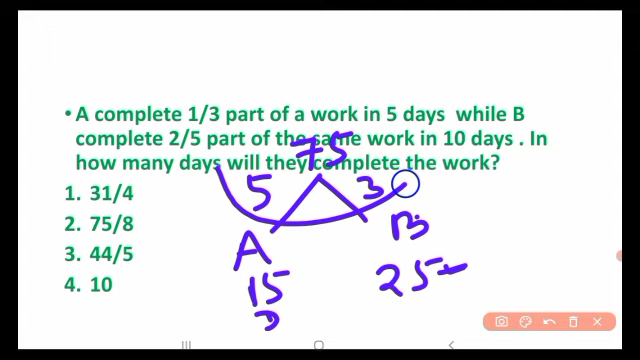 • A complete 1/3 part of a work in 5 days while B
complete 2/5 part of the same work in 10 days . In
how many days will they complete the work?
75
1. 31/4
5
3
2. 75/8
3. 44/5
A
B
4. 10
15
25